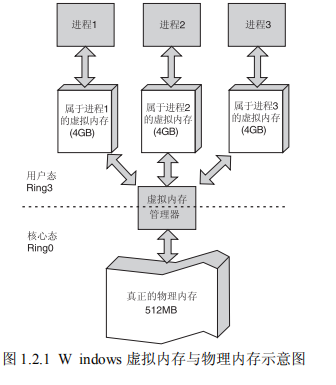 进程1
进程2
进程3
属于进程1
的虚拟内存
(4GB)
属于进程2
的虚拟内存
(4GB)
属于进程3
的虚拟内存
(4GB)
用户态
Ring3
虚拟内存
管理器
核心态
Ring0
真正的物理内存
512MB
图 1.2.1 W indows 虚拟内存与物理内存示意图